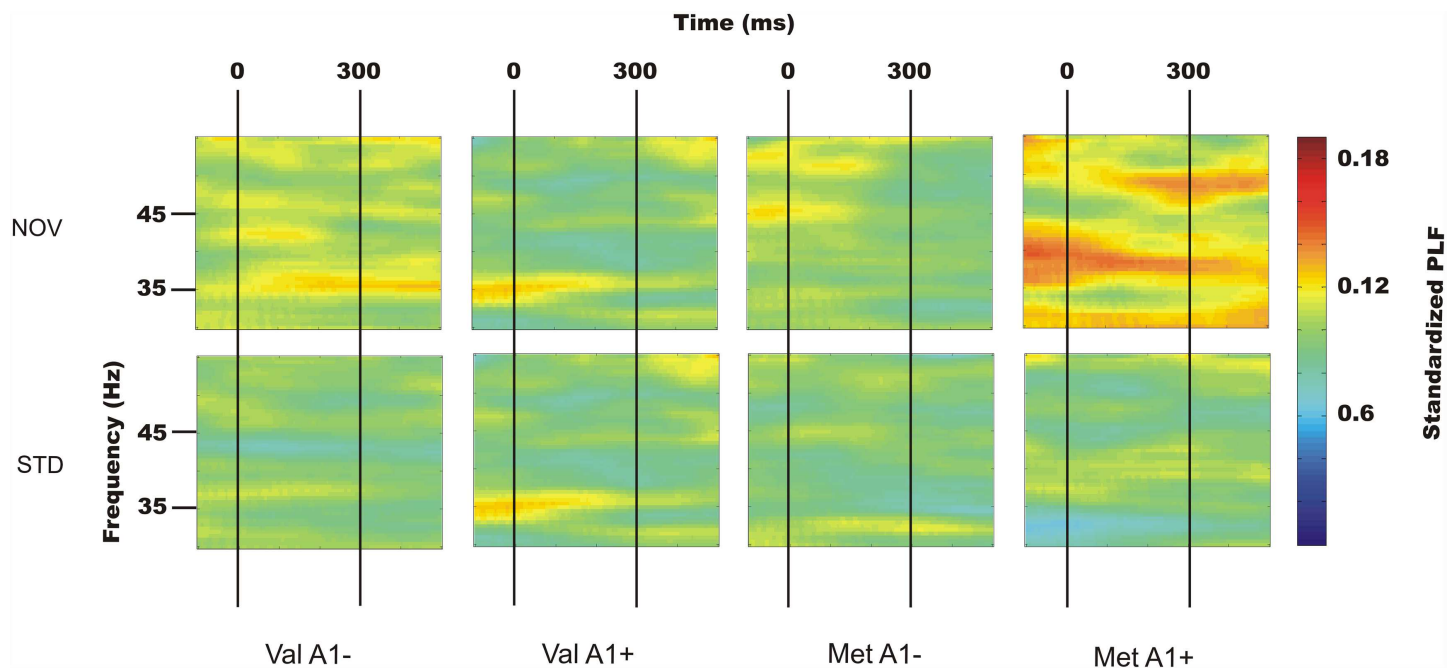 Time (ms)
0 300 0 300 0 300 0 300
NOV
45
35
STD
45
35
Frequency (Hz)
0.18
0.12
0.6
Standardized PLF
Val A1- Val A1+ Met A1- Met A1+